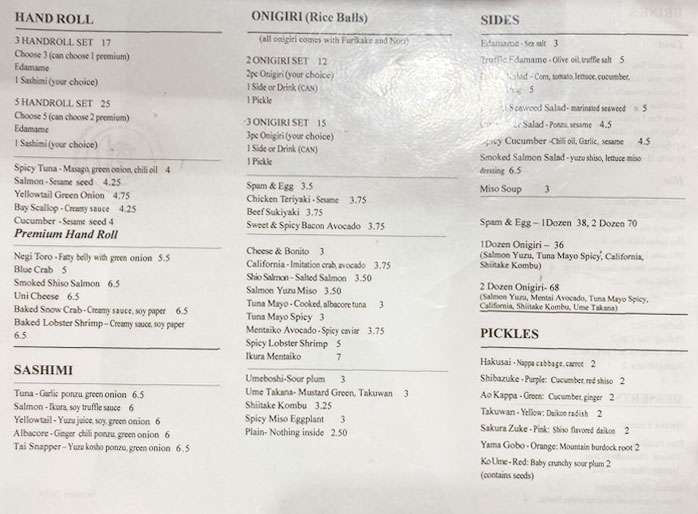 HAND ROLL
3 HANDROLL SET 17
Choose 3 (can choose 1 premium)
Edamame
1 Sashimi (your choice)
5 HANDROLL SET 25
Choose 5 (can choose 2 premium)
Edamame
1 Sashimi (your choice)
Spicy Tuna - Masago, green onion, chili oil 4
Salmon - Sesame seed 4.25
Yellowtail Green Onion 4.75
Bay Scallop - Creamy sauce 4.25
Cucumber - Sesame seed 4
Premium Hand Roll
Negi Toro - Fatty belly with green onion 5.5
Blue Crab 5
Smoked Shiso Salmon 6.5
Uni Cheese 6.5
Baked Snow Crab - Creamy sauce, soy paper 6.5
Baked Lobster Shrimp – Creamy sauce, soy paper
6.5
SASHIMI
Tuna - Garlic ponzu, green onion 6.5
Salmon - Ikura, soy truffle sauce 6
Yellowtail - Yuzu juice, soy, green onion 6
Albacore - Ginger chili ponzu, green onion 6
Tai Snapper – Yuzu kosho ponzu, green onion 6.5
ONIGIRI (Rice Balls)
(all onigiri comes with Furikake and Nori)
2 ONIGIRI SET 12
2pc Onigiri (your choice)
1 Side or Drink (CAN)
1 Pickle
3 ONIGIRI SET 15
3pc Onigiri (your choice)
1 Side or Drink (CAN)
1 Pickle
Spam & Egg 3.5
Chicken Teriyaki - Sesame 3.75
Beef Sukiyaki 3.75
Sweet & Spicy Bacon Avocado 3.75
Cheese & Bonito 3
California - Imitation crab, avocado 3.75
Shio Salmon - Salted Salmon 3.50
Salmon Yuzu Miso 3.50
Tuna Mayo - Cooked, albacore tuna 3
Tuna Mayo Spicy 3
Mentaiko Avocado - Spicy caviar 3.75
Spicy Lobster Shrimp 5
Ikura Mentaiko 7
Umeboshi-Sour plum 3
Ume Takana- Mustard Green, Takuwan 3
Shiitake Kombu 3.25
Spicy Miso Eggplant 3
Plain- Nothing inside 2.50
SIDES
Edamame - Sea salt 3
Truffle Edamame - Olive oil, truffle salt 5
Salad - Corn, tomato, lettuce, cucumber,
5
Seaweed Salad- marinated seaweed 5
Salad - Ponzu, sesame 4.5
Spicy Cucumber - Chili oil, Garlic, sesame 4.5
Smoked Salmon Salad - yuzu shiso, lettuce miso
dressing 6.5
Miso Soup 3
Spam & Egg – 1Dozen 38, 2 Dozen 70
1Dozen Onigiri - 36
(Salmon Yuzu, Tuna Mayo Spicy, California,
Shiitake Kombu)
2 Dozen Onigiri- 68
(Salmon Yuzu, Mentai Avocado, Tuna Mayo Spicy,
California, Shiitake Kombu, Ume Takana)
PICKLES
Hakusai - Nappa cabbage, carrot 2
Shibazuke - Purple: Cucumber, red shiso 2
Ao Kappa - Green: Cucumber, ginger 2
Takuwan - Yellow: Daikon radish 2
Sakura Zuke - Pink: Shiso flavored daikon 2
Yama Gobo - Orange: Mountain burdock root 2
Ko Ume - Red: Baby crunchy sour plum 2
(contains seeds)